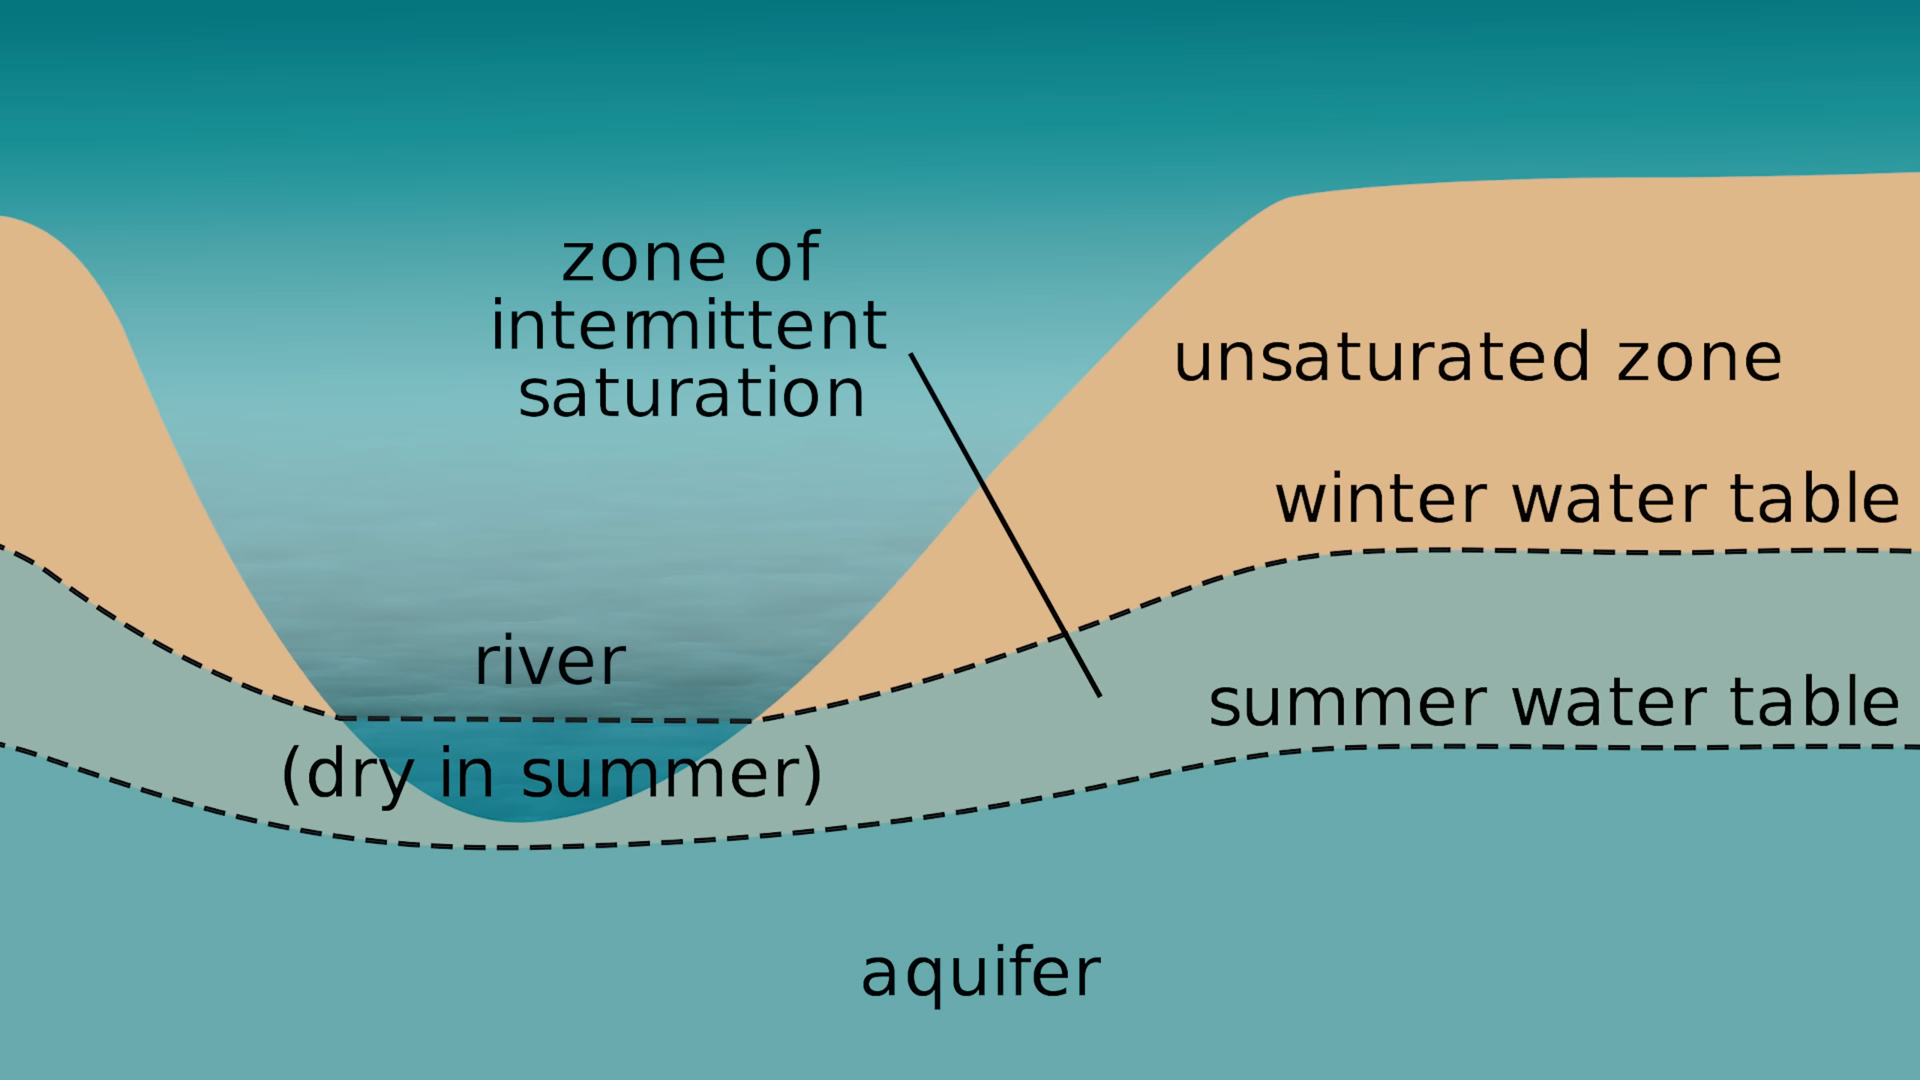 zone of
intermittent
saturation
unsaturated zone
winter water table
river
summer water table
(dry in summer)
aquifer